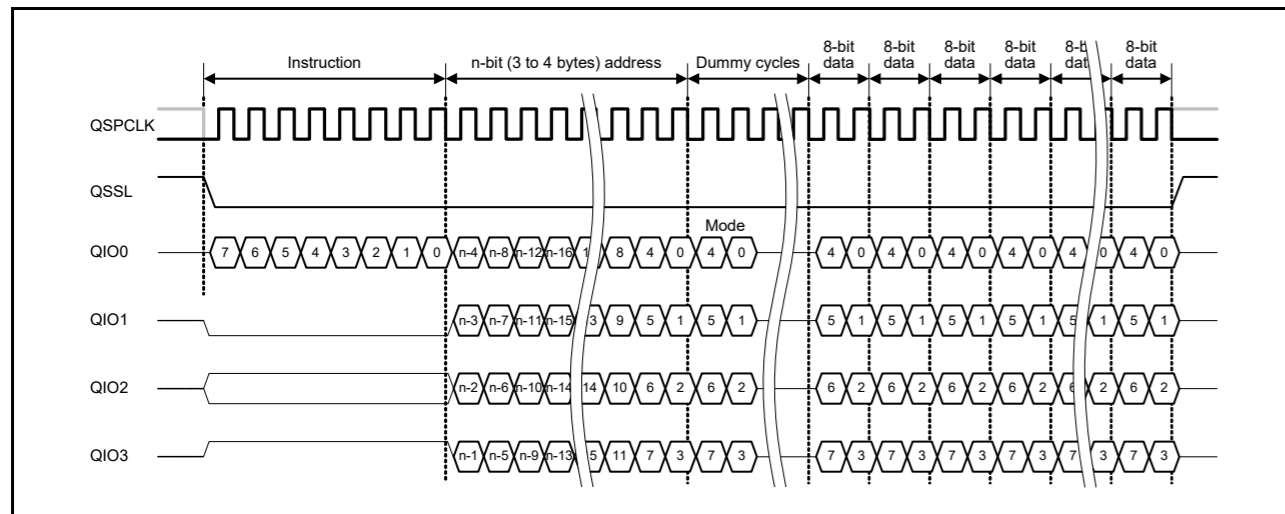 8-bit data 8-bit data 8-bit data 8-bit data data 8-bit data
Instruction n-bit (3 to 4 bytes) address Dummy cycles
QSPCLK
QSSL
Mode
QIO0 7 6 5 4 3 2 1 0 n-4 n-8 n-12 n-16 8 4 0 4 0 4 0 4 0 4 0 4 0 4 0 4 0
QIO1 n-3 n-7 n-11 n-15 9 5 1 5 1 5 1 5 1 5 1 5 1 5 1 5 1
QIO2 n-2 n-6 n-10 n-14 14 10 6 2 6 2 6 2 6 2 6 2 6 2 6 2 6 2
QIO3 n-1 n-5 n-9 n-13 11 7 3 7 3 7 3 7 3 7 3 7 3 7 3 7 3